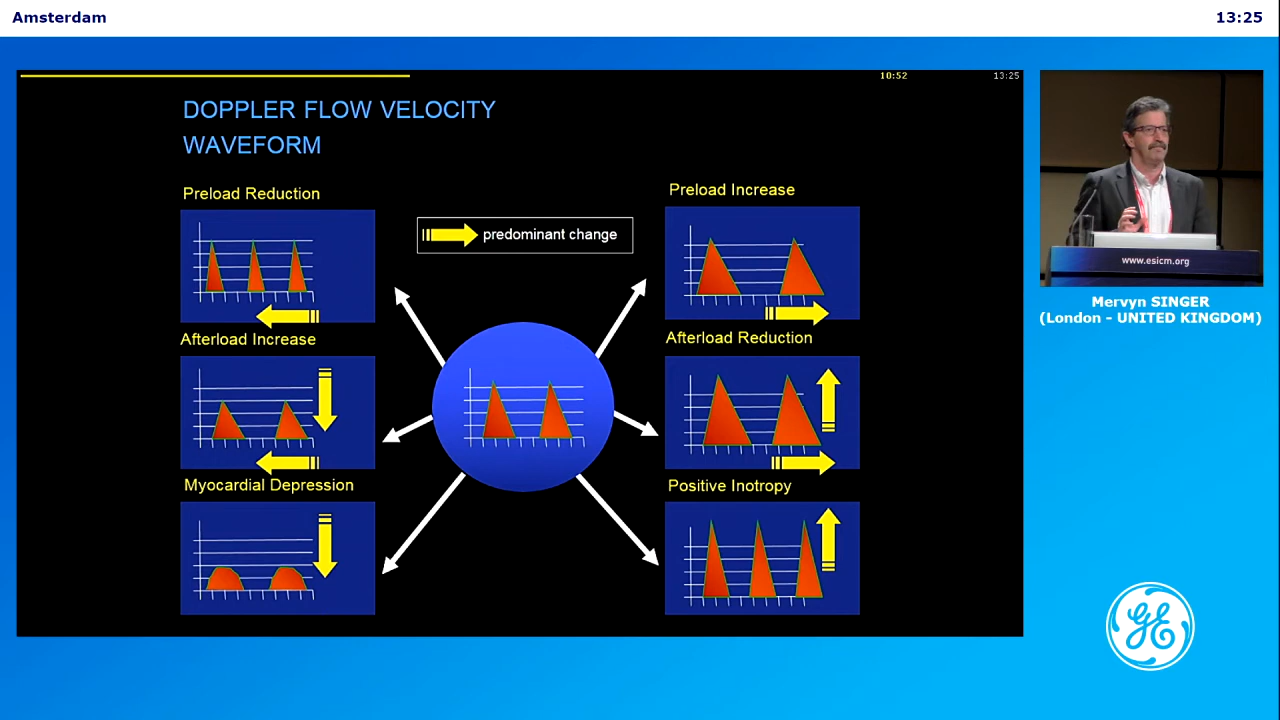 Amsterdam
13:25
10:52
13:25
DOPPLER FLOW VELOCITY
WAVEFORM
Preload Reduction
predominant change
Preload Increase
Afterload Increase
Afterload Reduction
Myocardial Depression
Positive Inotropy
www.esicm.org
Mervyn SINGER
(London - UNITED KINGDOM)
GE